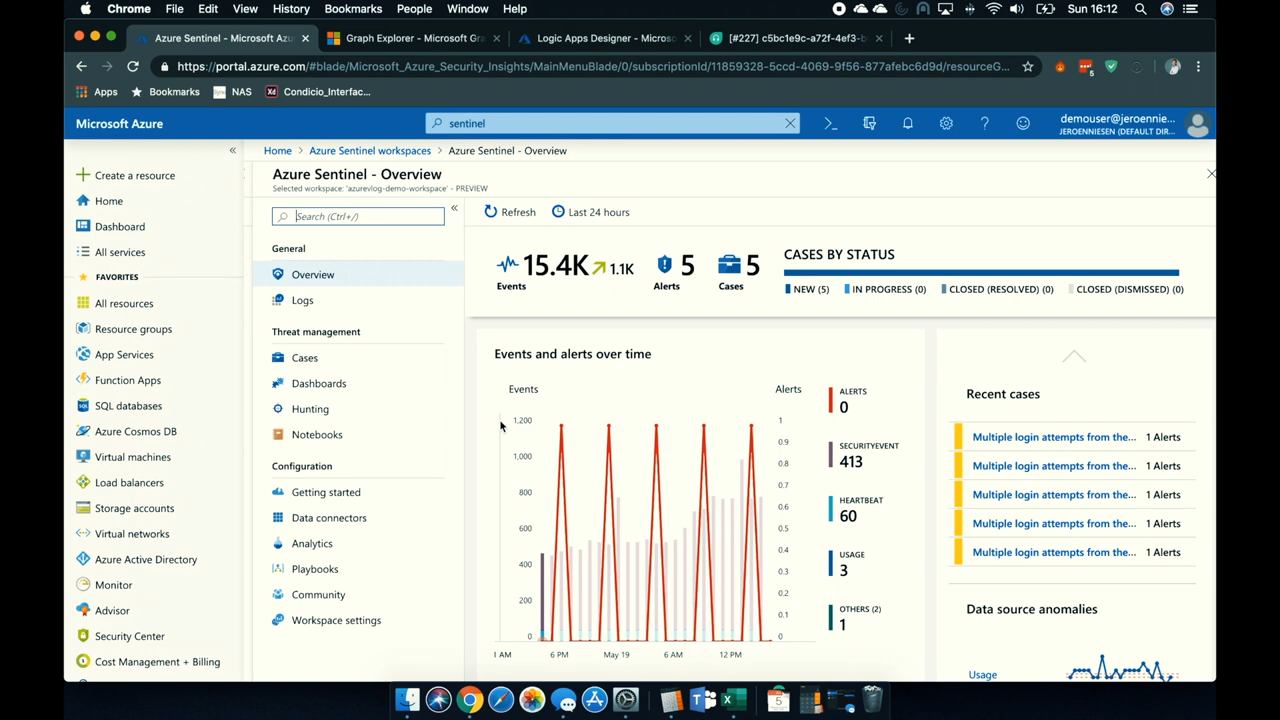 Chrome File Edit View History Bookmarks People Window Help Sun 16:12
Azure Sentinel - Microsoft Azu
Graph Explorer - Microsoft Gra
Logic Apps Designer - Microso
[#227] c5bc1e9c-a72f-4ef3-b
https://portal.azure.com/#blade/Microsoft_Azure_Security_Insights/MainMenuBlade/0/subscriptionId/11859328-5ccd-4069-9f56-877afebc6d9d/resourceG...
5
Apps Bookmarks NAS Xd Condicio_Interfac...
Microsoft Azure
sentinel
demouser@jeroennie...
JEROENNIESEN (DEFAULT DIR...
Home > Azure Sentinel workspaces > Azure Sentinel - Overview
Azure Sentinel - Overview
Selected workspace: 'azurevlog-demo-workspace' - PREVIEW
Create a resource
Home
Dashboard
All services
FAVORITES
All resources
Resource groups
App Services
Function Apps
SQL databases
Azure Cosmos DB
Virtual machines
Load balancers
Storage accounts
Virtual networks
Azure Active Directory
Monitor
Advisor
Security Center
Cost Management + Billing
Search (Ctrl+/)
General
Overview
Logs
Threat management
Cases
Dashboards
Hunting
Notebooks
Configuration
Getting started
Data connectors
Analytics
Playbooks
Community
Workspace settings
Refresh Last 24 hours
15.4K 1.1K
Events
5
Alerts
5
Cases
CASES BY STATUS
NEW (5) IN PROGRESS (0) CLOSED (RESOLVED) (0) CLOSED (DISMISSED) (0)
Events and alerts over time
Events Alerts
1,200
1,000
800
600
400
200
0
1
0.9
0.8
0.7
0.6
0.5
0.4
0.3
0.2
0.1
0
1 AM 6 PM May 19 6 AM 12 PM
ALERTS
0
SECURITYEVENT
413
HEARTBEAT
60
USAGE
3
OTHERS (2)
1
Recent cases
Multiple login attempts from the... 1 Alerts
Multiple login attempts from the... 1 Alerts
Multiple login attempts from the... 1 Alerts
Multiple login attempts from the... 1 Alerts
Multiple login attempts from the... 1 Alerts
Data source anomalies
Usage
5